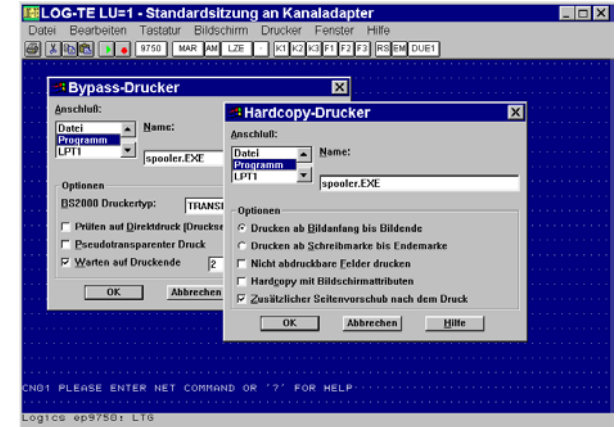 LOG-TE LU=1 - Standardsitzung an Kanaladapter
Datei Bearbeiten Tastatur Bildschirm Drucker Fenster Hilfe
9750 MAR AM LZE K1 K2 K3 F1 F2 F3 RS EM DUE1
Bypass-Drucker
Anschluß:
Datei
Programm
LPT1
Name:
spooler.EXE
Optionen
BS2000 Druckertyp: TRANSI
Prüfen auf Direktdruck (Druckse
Pseudotransparenter Druck
Warten auf Druckende 2
OK Abbrechen
Hardcopy-Drucker
Anschluß:
Datei
Programm
LPT1
Name:
spooler.EXE
Optionen
Drucken ab Bildanfang bis Bildende
Drucken ab Schreibmarke bis Endemarke
Nicht abdruckbare Felder drucken
Hardcopy mit Bildschirmattributen
Zusätzlicher Seitenvorschub nach dem Druck
OK Abbrechen Hilfe
CN01 PLEASE ENTER NET COMMAND OR '?' FOR HELP
Logics ep9750: LTG